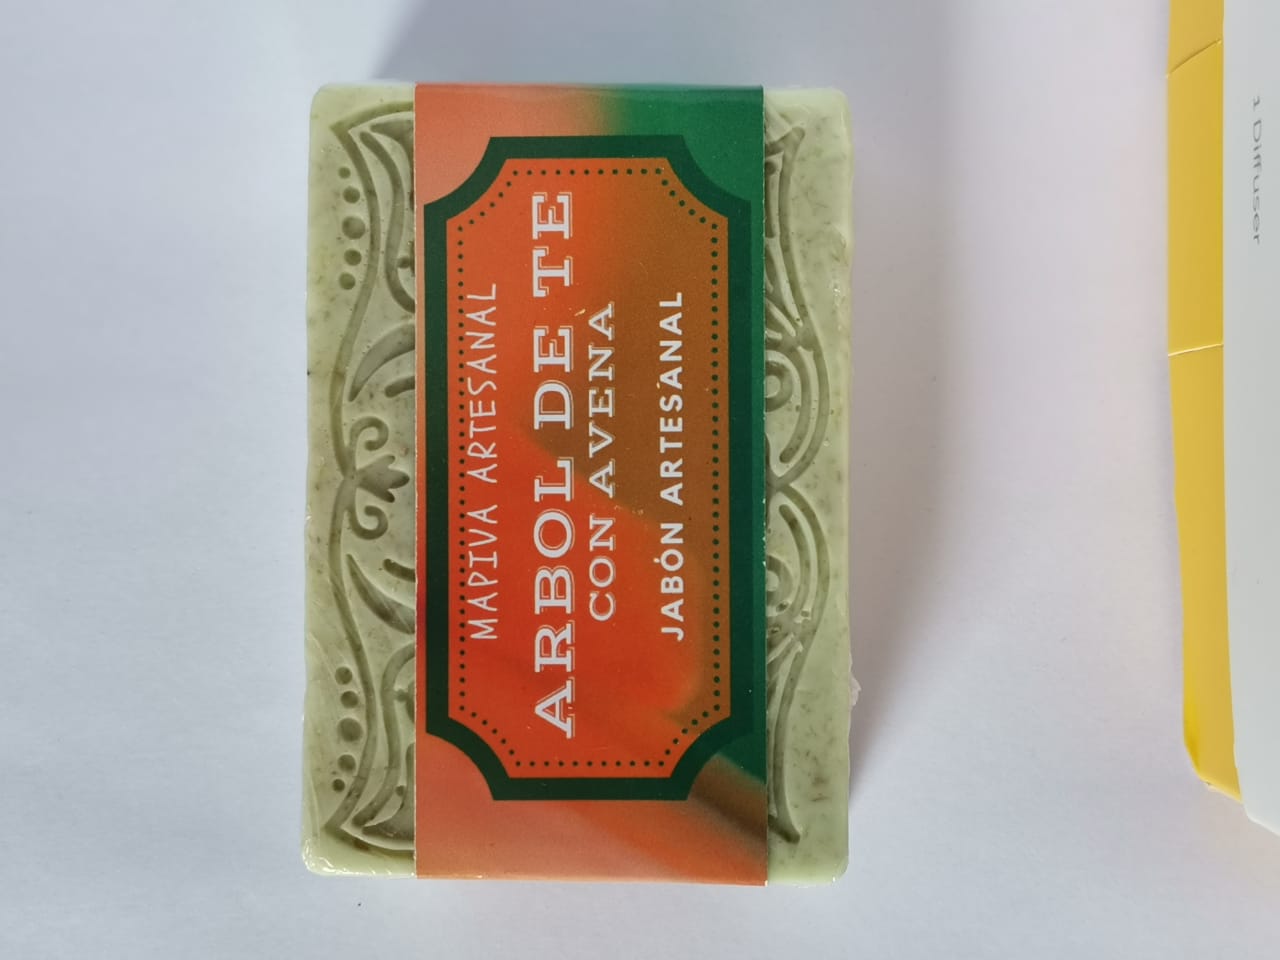 MAPIVA ARTESANAL
ARBOL DE TE
CON AVENA
JABÓN ARTESANAL
1 Diffuser